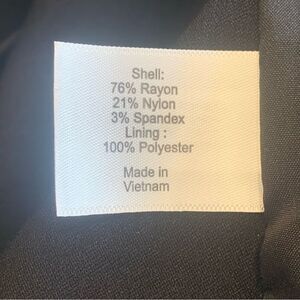 Shell:
76% Rayon
21% Nylon
3% Spandex
Lining :
100% Polyester
Made in
Vietnam